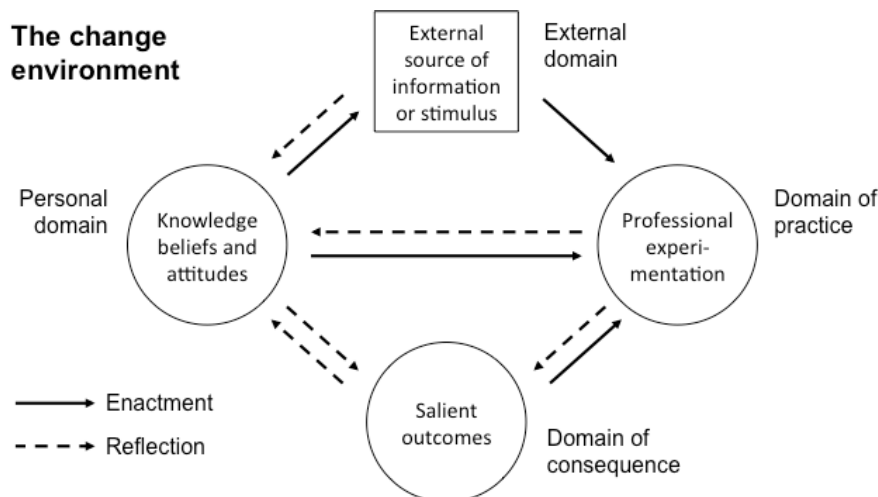 The change
environment
External
source of
information
or stimulus
External
domain
Personal
domain
Knowledge
beliefs and
attitudes
Professional
experi-
mentation
Domain of
practice
Salient
outcomes
Domain of
consequence
Enactment
Reflection